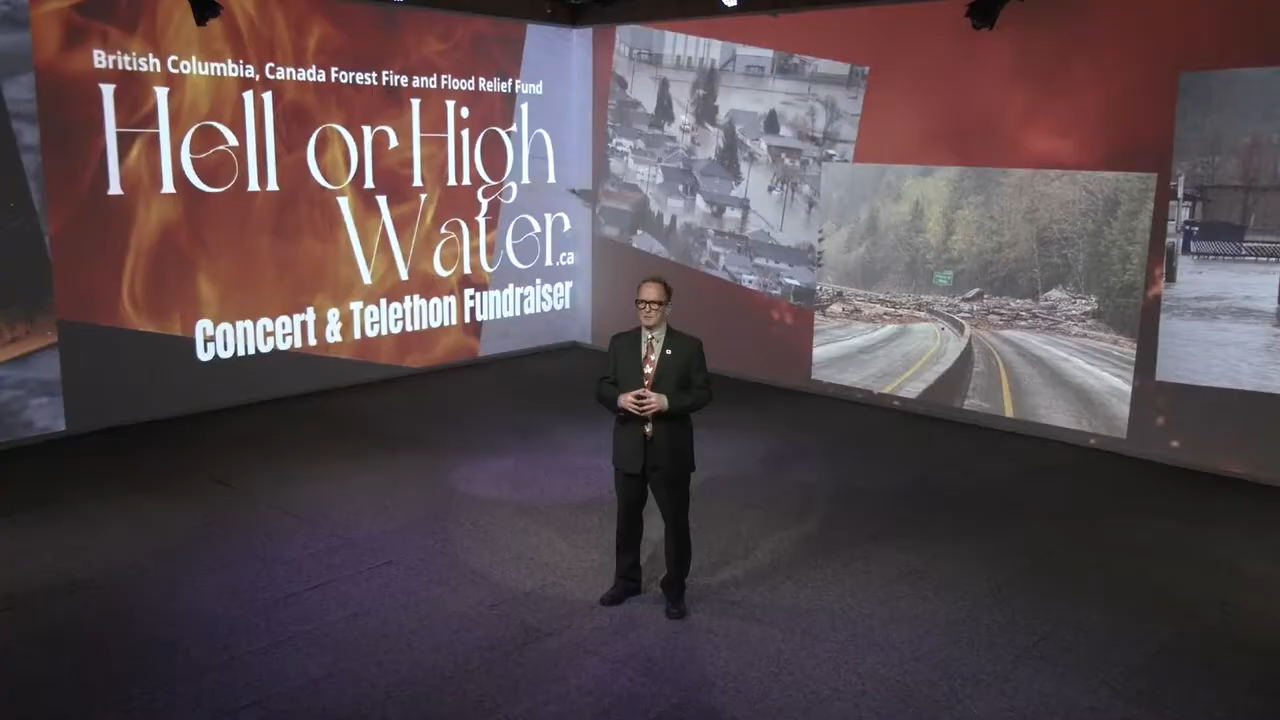 British Columbia, Canada Forest Fire and Flood Relief Fund
Hell or High
Water.ca
Concert & Telethon Fundraiser